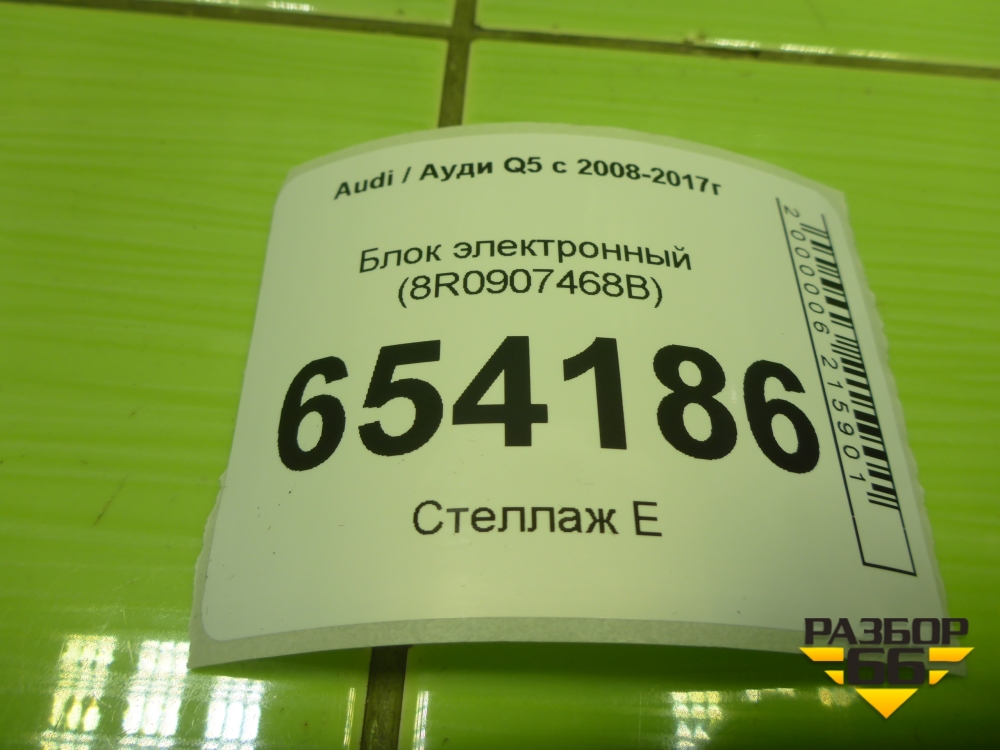 Audi / Ауди Q5 с 2008-2017г
Блок электронный
(8R0907468B)
654186
Стеллаж Е
2000006215901
РАЗБОР
66